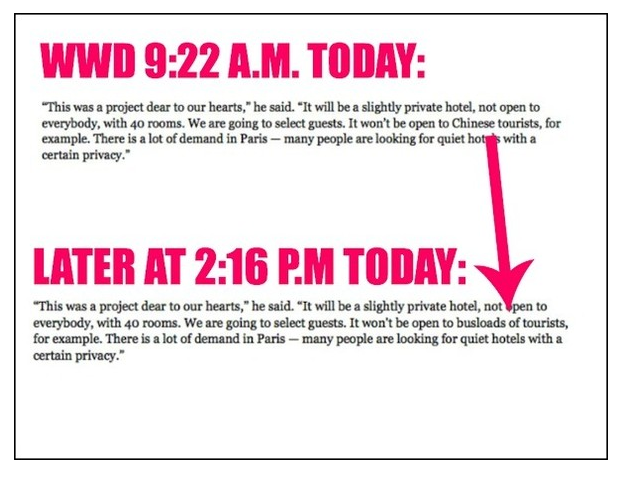 WWD 9:22 A.M. TODAY:
“This was a project dear to our hearts,” he said. “It will be a slightly private hotel, not open to
everybody, with 40 rooms. We are going to select guests. It won’t be open to Chinese tourists, for
example. There is a lot of demand in Paris — many people are looking for quiet hotels with a
certain privacy.”
LATER AT 2:16 P.M TODAY:
“This was a project dear to our hearts,” he said. “It will be a slightly private hotel, not open to
everybody, with 40 rooms. We are going to select guests. It won’t be open to busloads of tourists,
for example. There is a lot of demand in Paris — many people are looking for quiet hotels with a
certain privacy.”